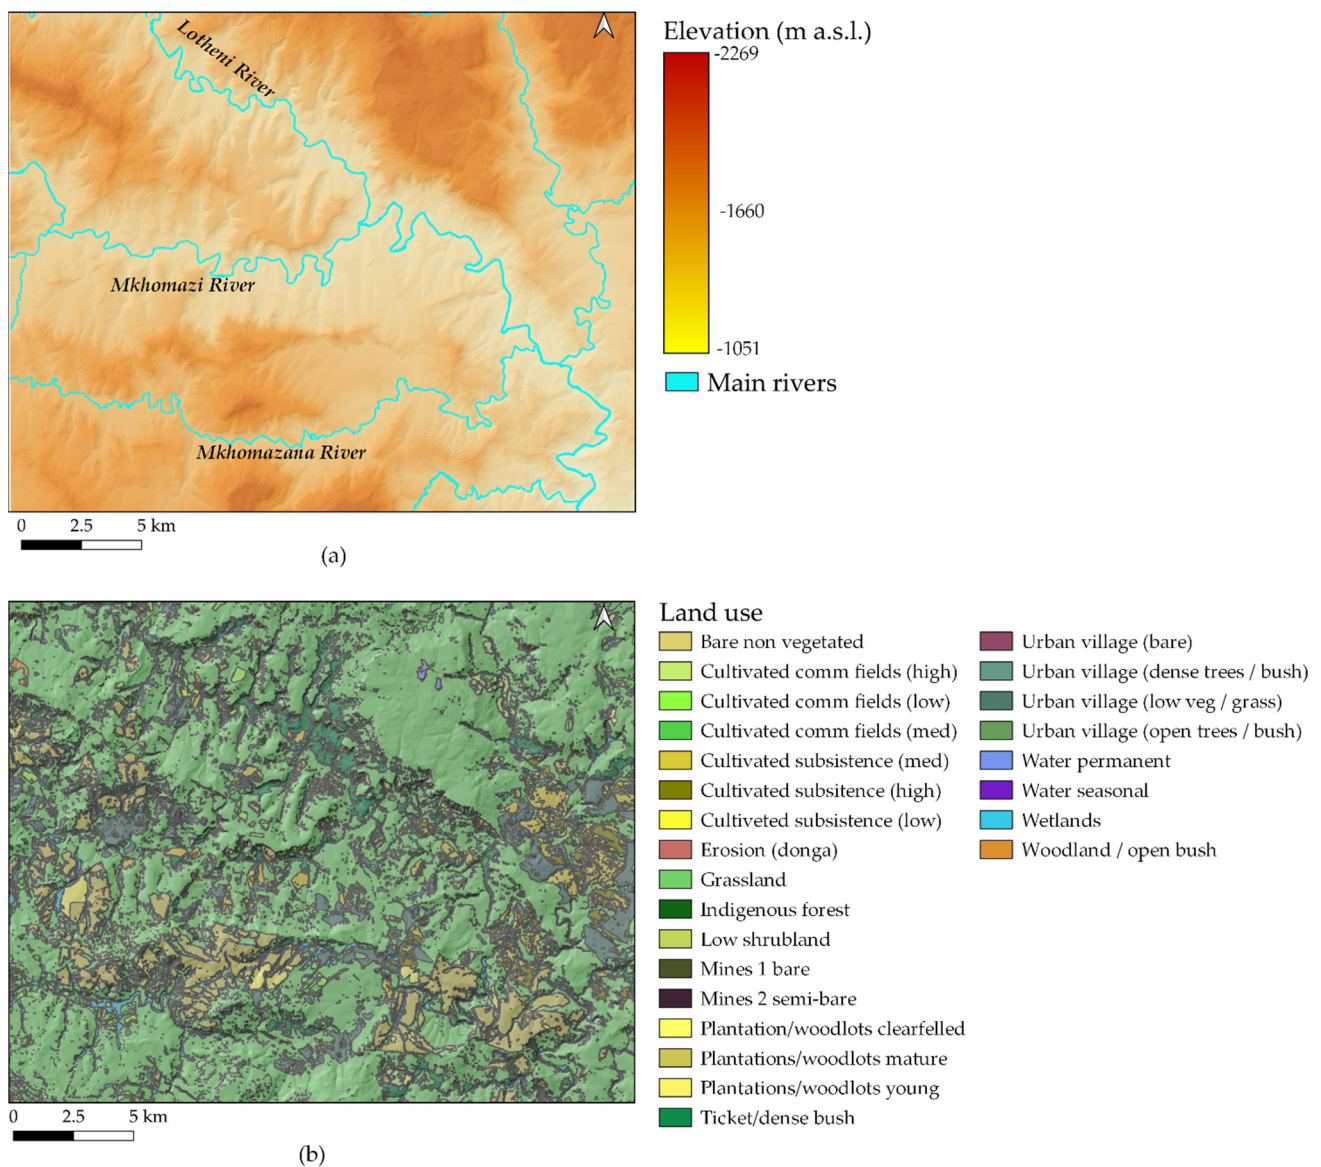 Elevation (m a.s.l.)
-2269
-1660
-1051
Main rivers
Lotheni River
Mkhomazi River
Mkhomazana River
0 2.5 5 km
(a)
Land use
Bare non vegetated
Cultivated comm fields (high)
Cultivated comm fields (low)
Cultivated comm fields (med)
Cultivated subsistence (med)
Cultivated subsitence (high)
Cultiveted subsistence (low)
Erosion (donga)
Grassland
Indigenous forest
Low shrubland
Mines 1 bare
Mines 2 semi-bare
Plantation/woodlots clearfelled
Plantations/woodlots mature
Plantations/woodlots young
Ticket/dense bush
Urban village (bare)
Urban village (dense trees / bush)
Urban village (low veg / grass)
Urban village (open trees / bush)
Water permanent
Water seasonal
Wetlands
Woodland / open bush
0 2.5 5 km
(b)